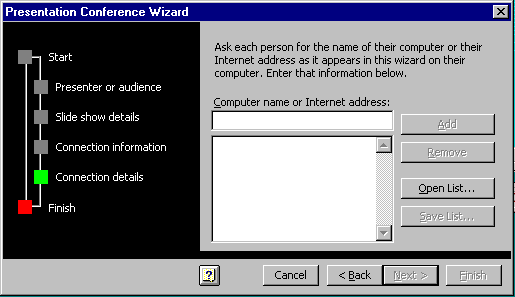 Presentation Conference Wizard
Start
Presenter or audience
Slide show details
Connection information
Connection details
Finish
Ask each person for the name of their computer or their
Internet address as it appears in this wizard on their
computer. Enter that information below.
Computer name or Internet address:
Add
Remove
Open List...
Save List...
?
Cancel
< Back
Next >
Finish